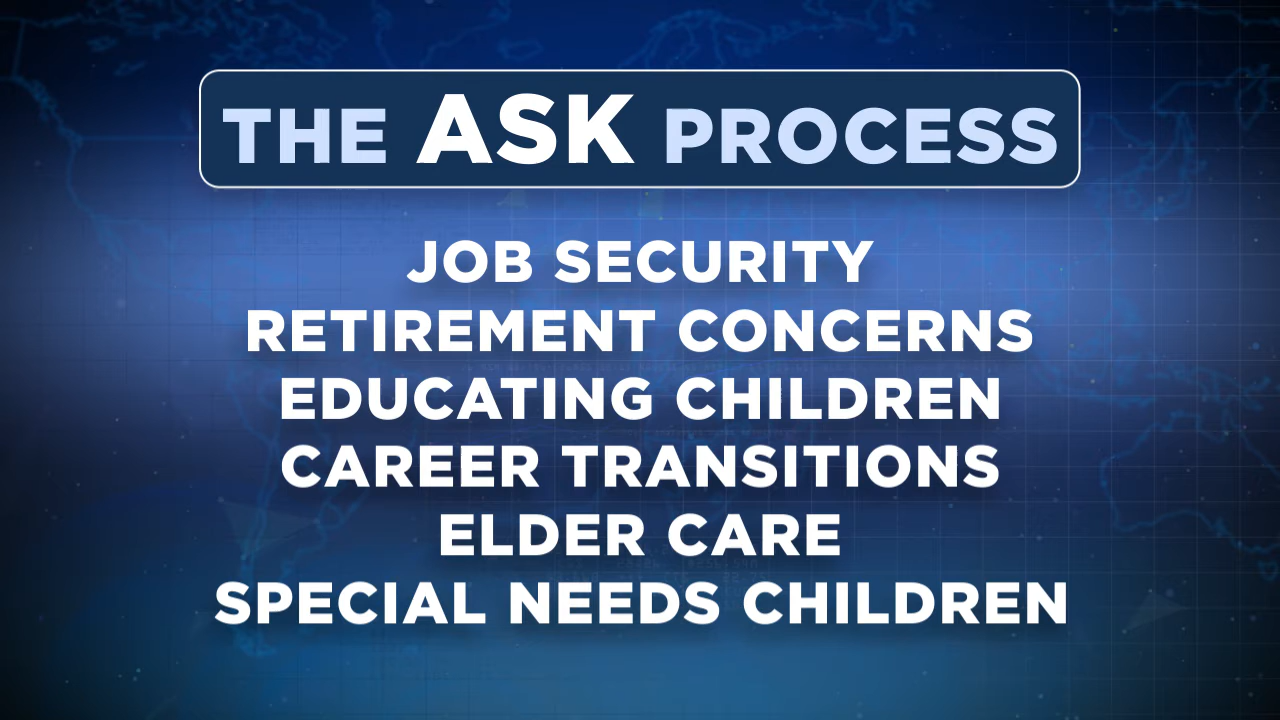 THE ASK PROCESS
JOB SECURITY
RETIREMENT CONCERNS
EDUCATING CHILDREN
CAREER TRANSITIONS
ELDER CARE
SPECIAL NEEDS CHILDREN